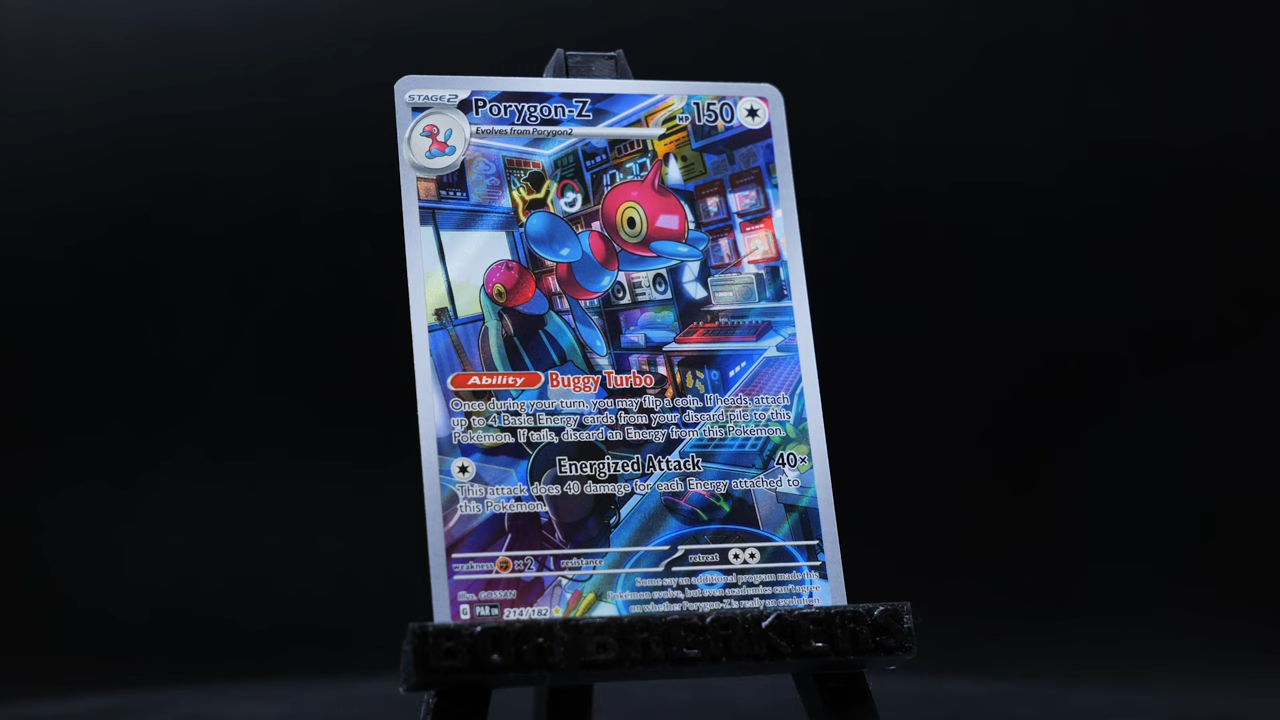 STAGE2 Porygon-Z HP 150
Evolves from Porygon2
10:30
Ability Buggy Turbo
Once during your turn, you may flip a coin. If heads, attach
up to 4 Basic Energy cards from your discard pile to this
Pokémon. If tails, discard an Energy from this Pokémon.
Energized Attack 40×
This attack does 40 damage for each Energy attached to
this Pokémon.
weakness ×2 resistance retreat
Illus. GOSSAN
G PAR EN 214/182
Some say an additional program made this
Pokémon evolve, but even academics can't agree
on whether Porygon-Z is really an evolution